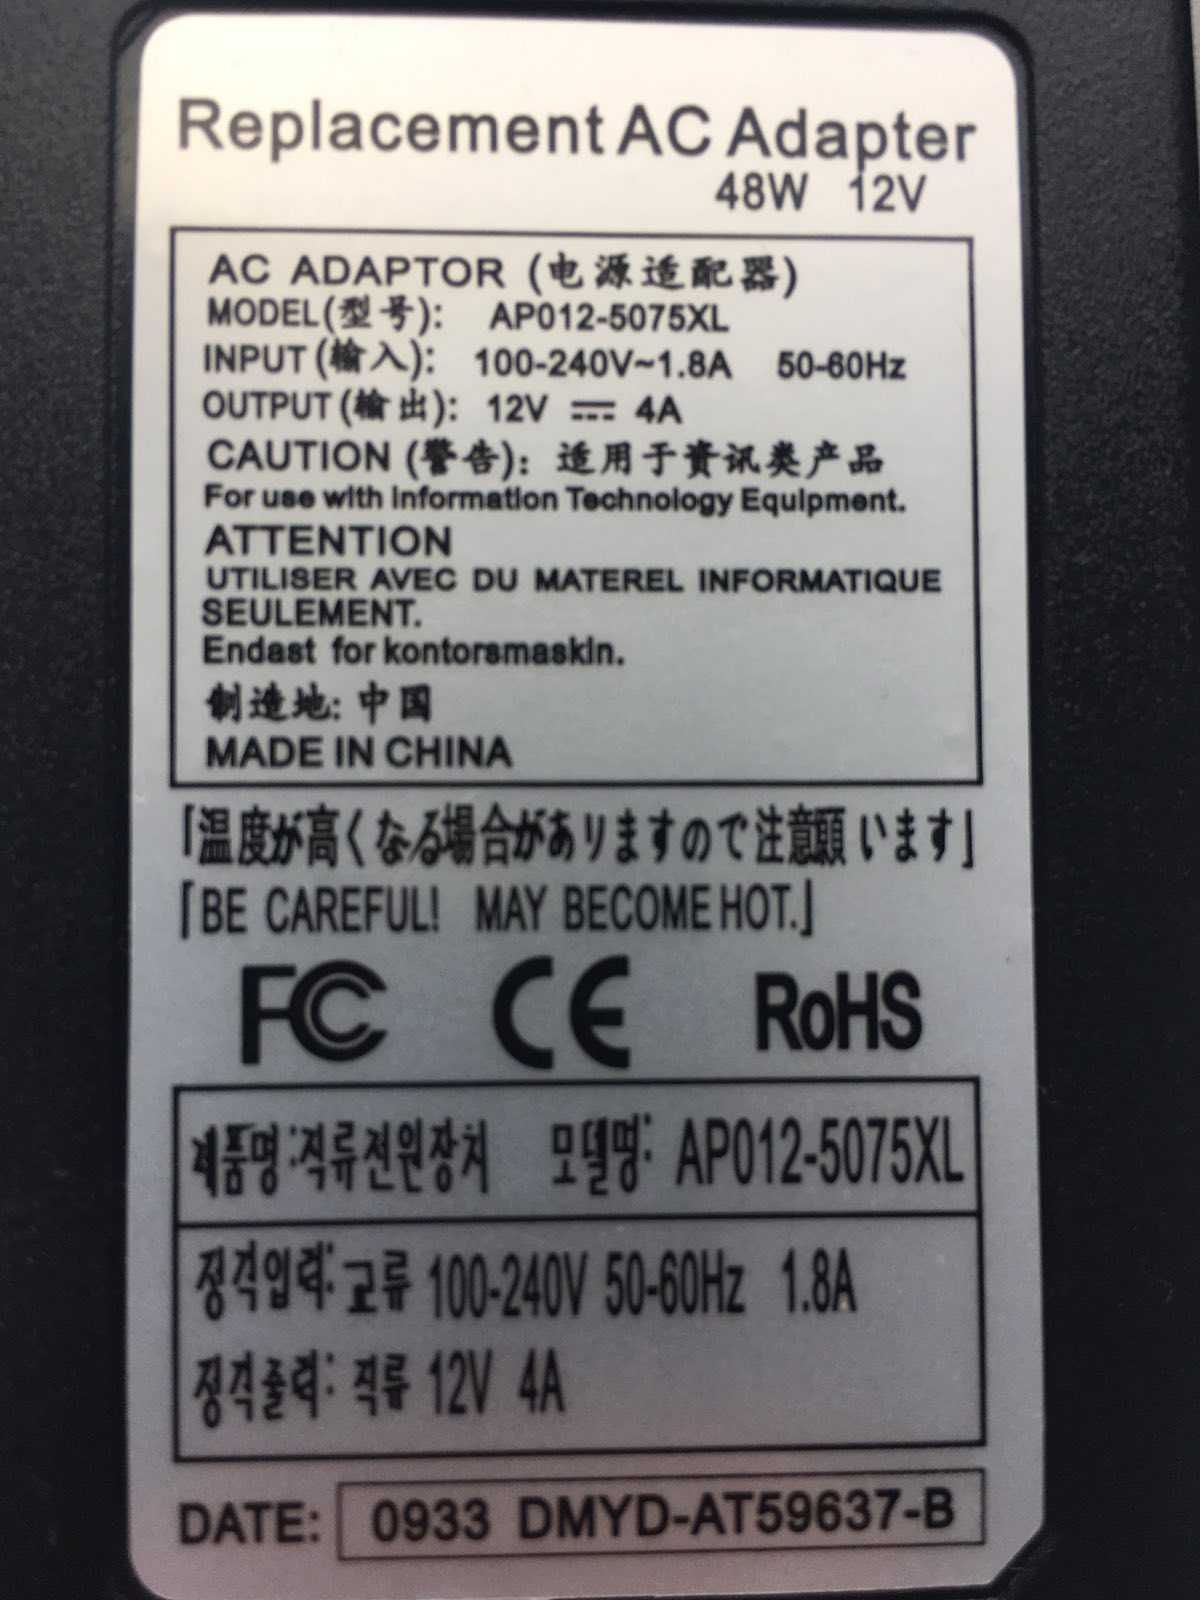 Replacement AC Adapter
48W 12V
AC ADAPTOR (电源适配器)
MODEL(型号): AP012-5075XL
INPUT (輸入): 100-240V~1.8A 50-60Hz
OUTPUT (輸出): 12V ⎓ 4A
CAUTION (警告): 适用于資讯类产品
For use with Information Technology Equipment.
ATTENTION
UTILISER AVEC DU MATEREL INFORMATIQUE
SEULEMENT.
Endast for kontorsmaskin.
制造地: 中国
MADE IN CHINA
「温度が高くなる場合がありますので注意願います」
「BE CAREFUL! MAY BECOME HOT.」
FC CE RoHS
제품명:직류전원장치 모델명: AP012-5075XL
정격입력: 교류 100-240V 50-60Hz 1.8A
정격출력: 직류 12V 4A
DATE: 0933 DMYD-AT59637-B